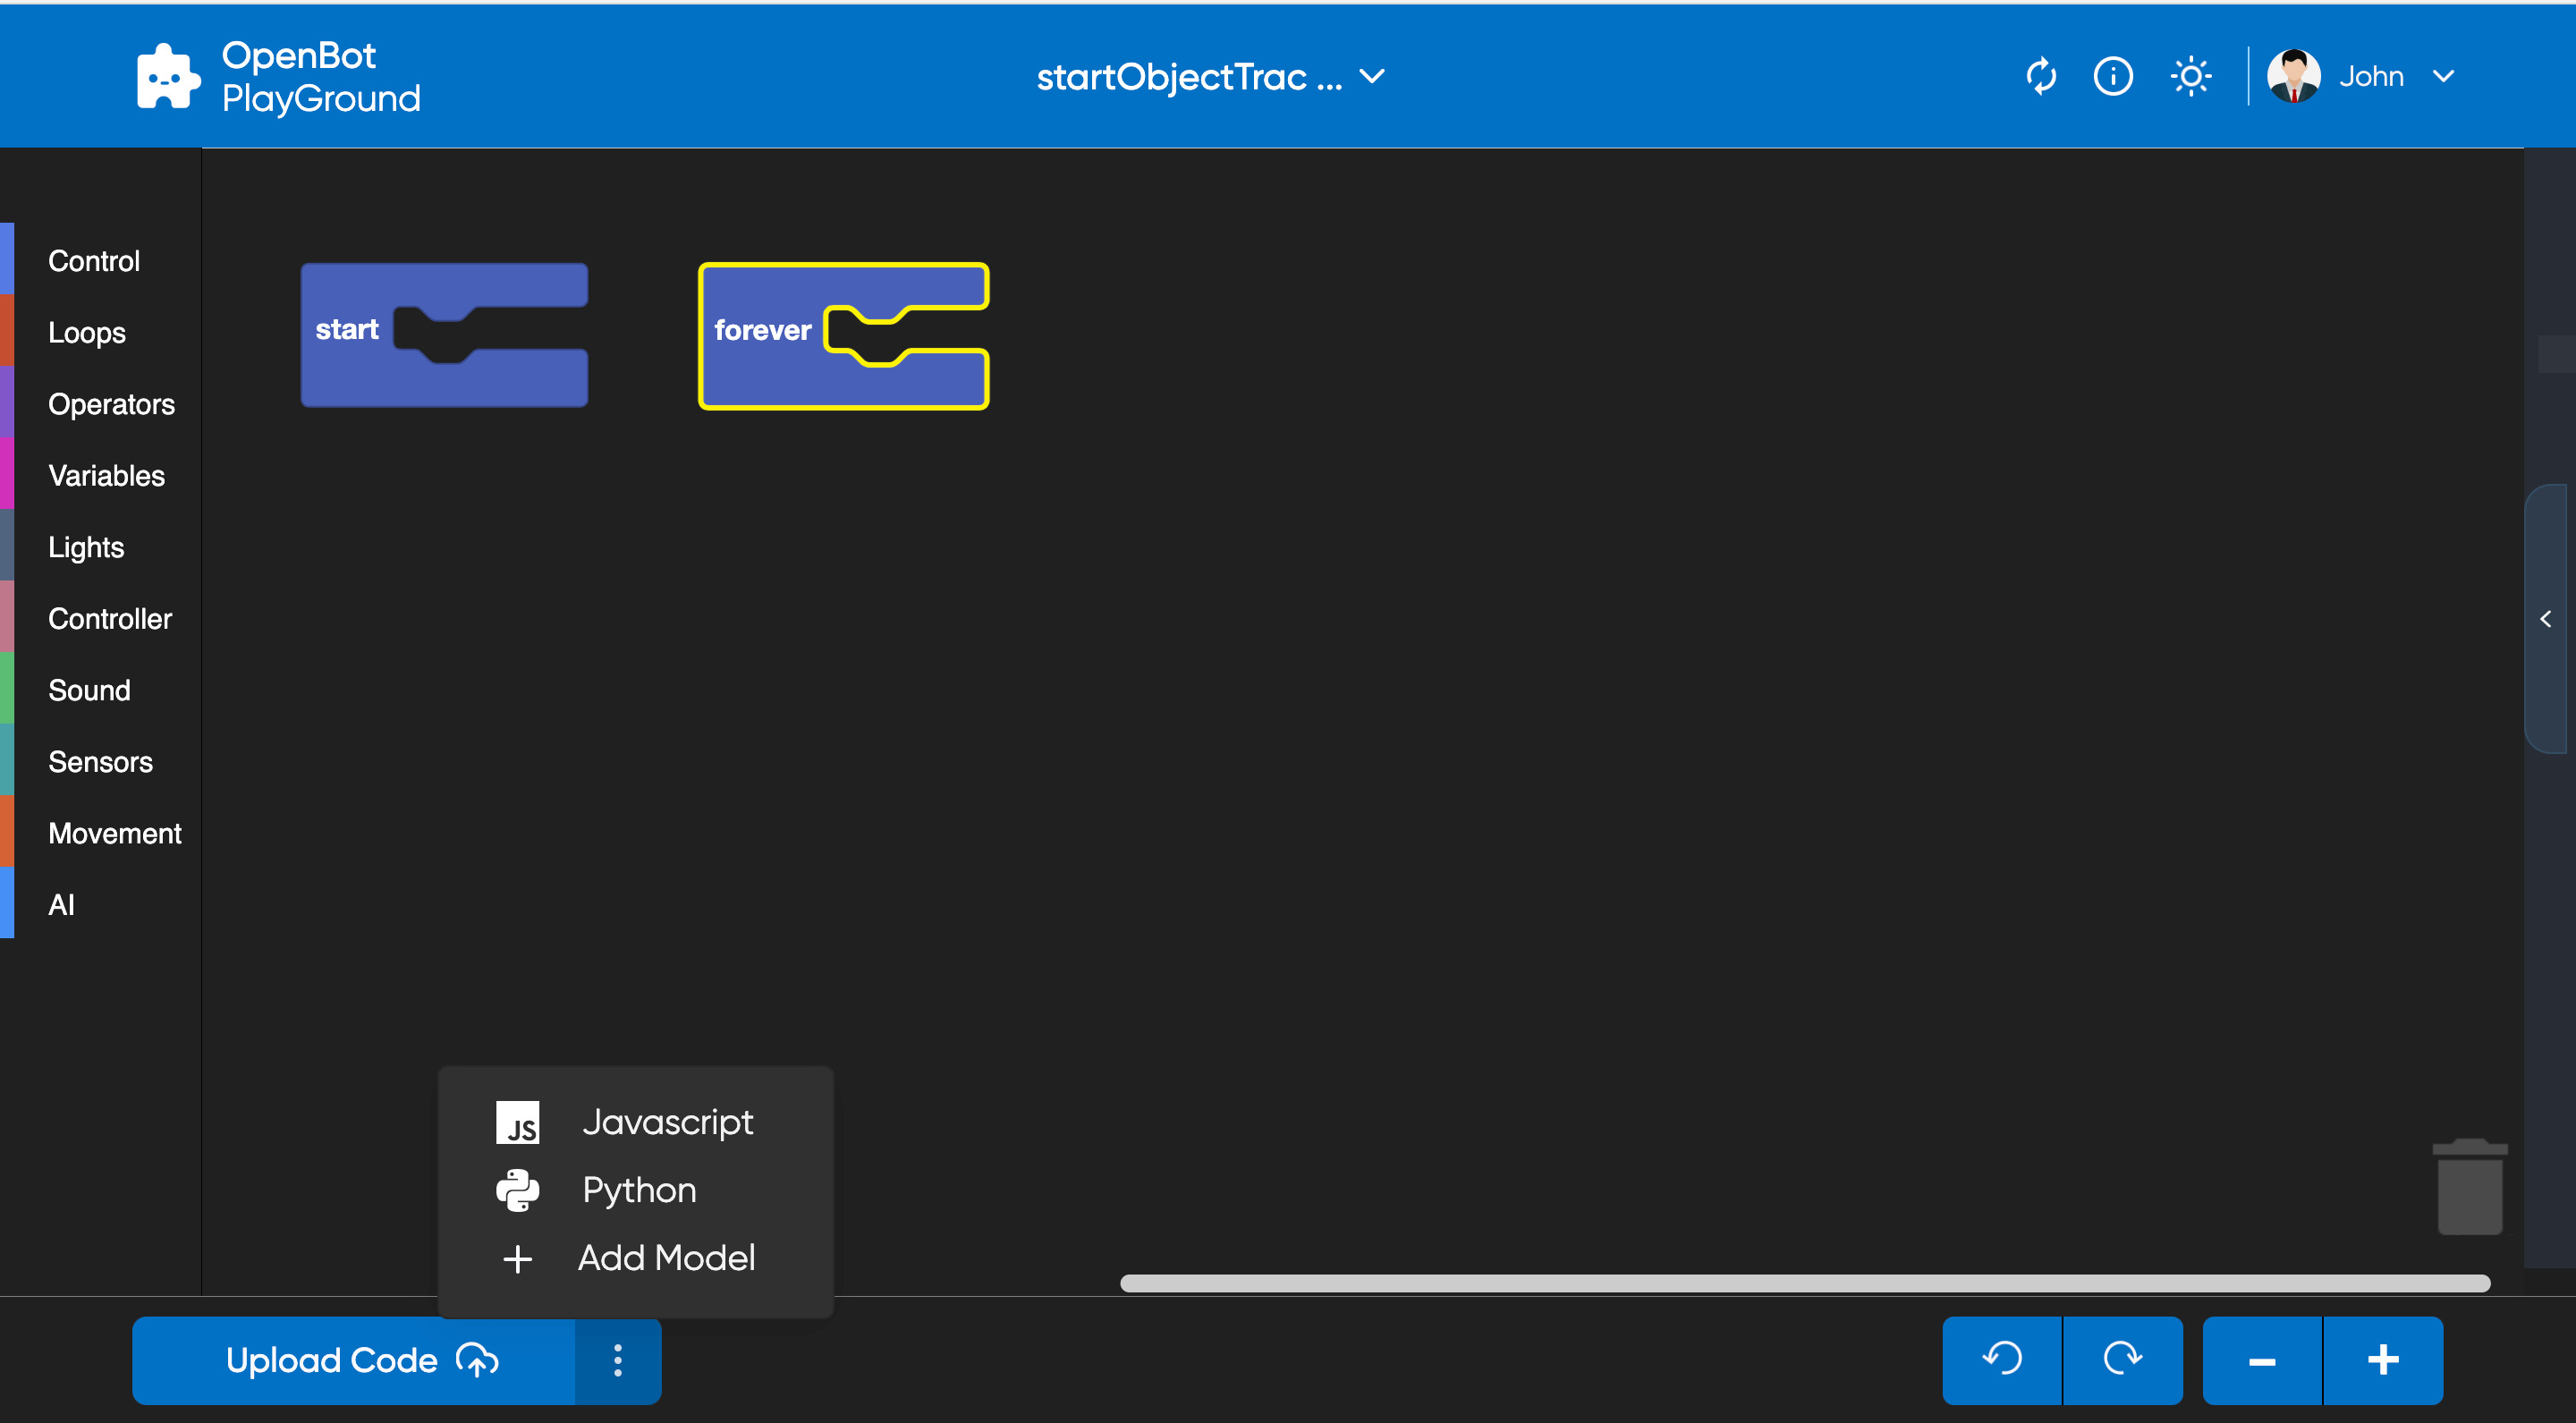 OpenBot
PlayGround
startObjectTrac ...
John
Control
Loops
Operators
Variables
Lights
Controller
Sound
Sensors
Movement
AI
start
forever
JS
Javascript
Python
Add Model
Upload Code